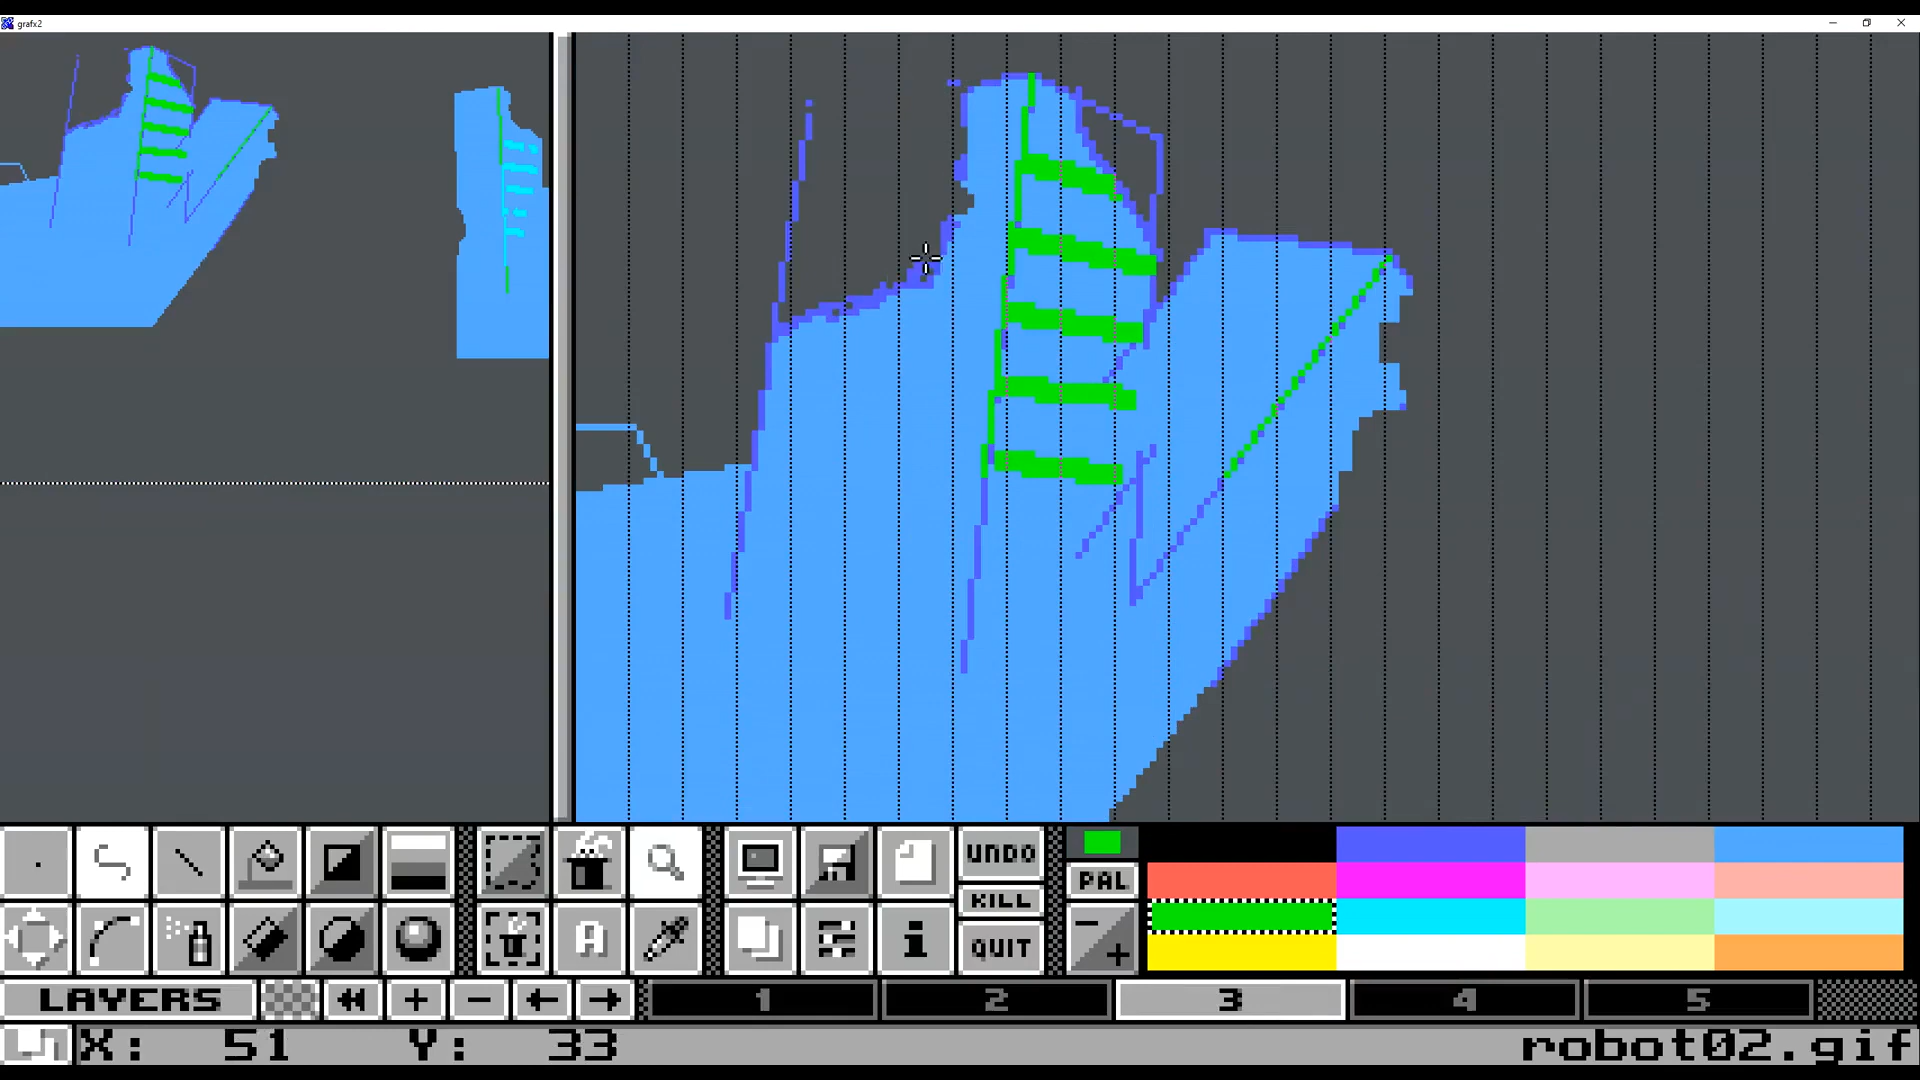 grafx2
UNDO
PAL
KILL
A
i
QUIT
LAYERS 1 2 3 4 5
X: 51 Y: 33 robot02.gif